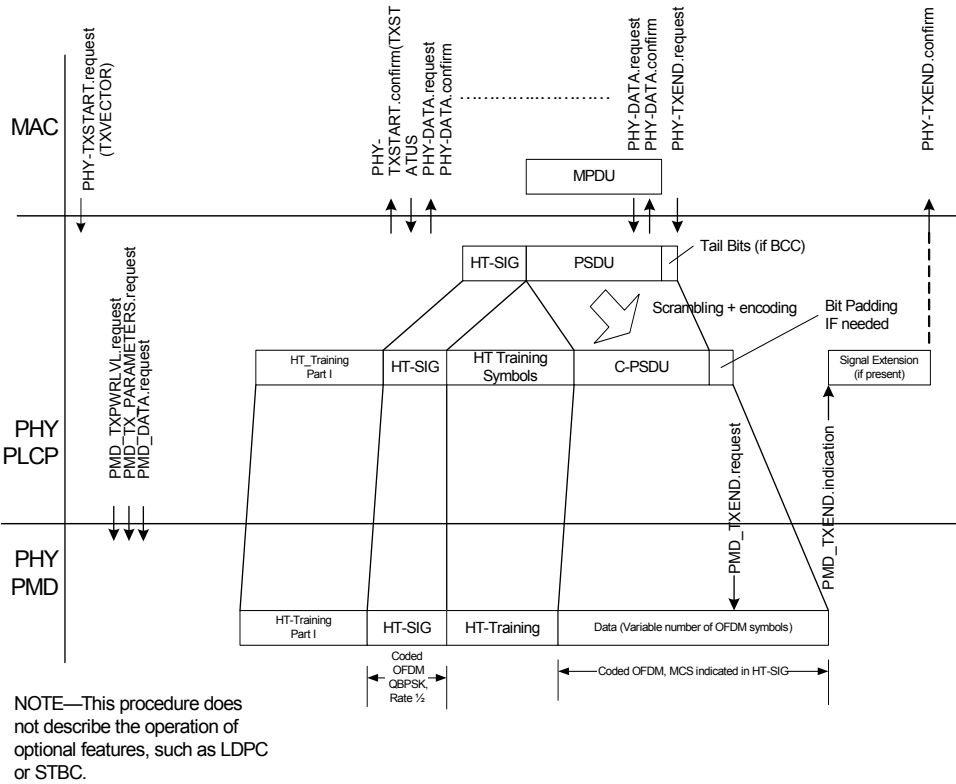 MAC
PHY-TXSTART.request
(TXVECTOR)
PHY-
TXSTART.confirm(TXST
ATUS
PHY-DATA.request
PHY-DATA.confirm
PHY-DATA.request
PHY-DATA.confirm
PHY-TXEND.request
PHY-TXEND.confirm
MPDU
HT-SIG
PSDU
Tail Bits (if BCC)
Scrambling + encoding
Bit Padding
IF needed
PMD_TXPWRLVL.request
PMD_TX_PARAMETERS.request
PMD_DATA.request
HT_Training
Part I
HT-SIG
HT Training
Symbols
C-PSDU
Signal Extension
(if present)
PHY
PLCP
PMD_TXEND.request
PMD_TXEND.indication
PHY
PMD
HT-Training
Part I
HT-SIG
HT-Training
Data (Variable number of OFDM symbols)
Coded
OFDM
QBPSK,
Rate ½
Coded OFDM, MCS indicated in HT-SIG
NOTE—This procedure does
not describe the operation of
optional features, such as LDPC
or STBC.